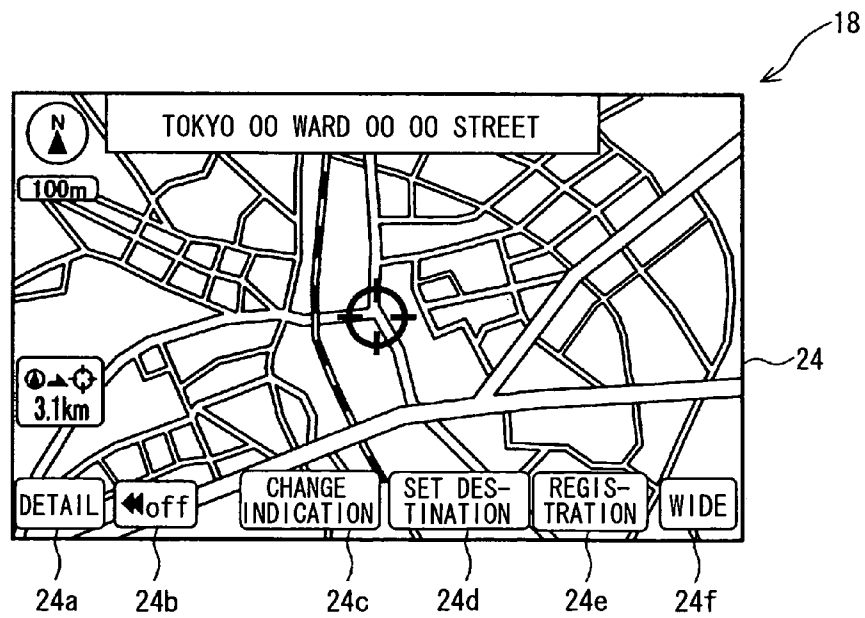 18
N
TOKYO 00 WARD 00 00 STREET
100m
24
3.1km
DETAIL
off
CHANGE
INDICATION
SET DES-
TINATION
REGIS-
TRATION
WIDE
24a
24b
24c
24d
24e
24f